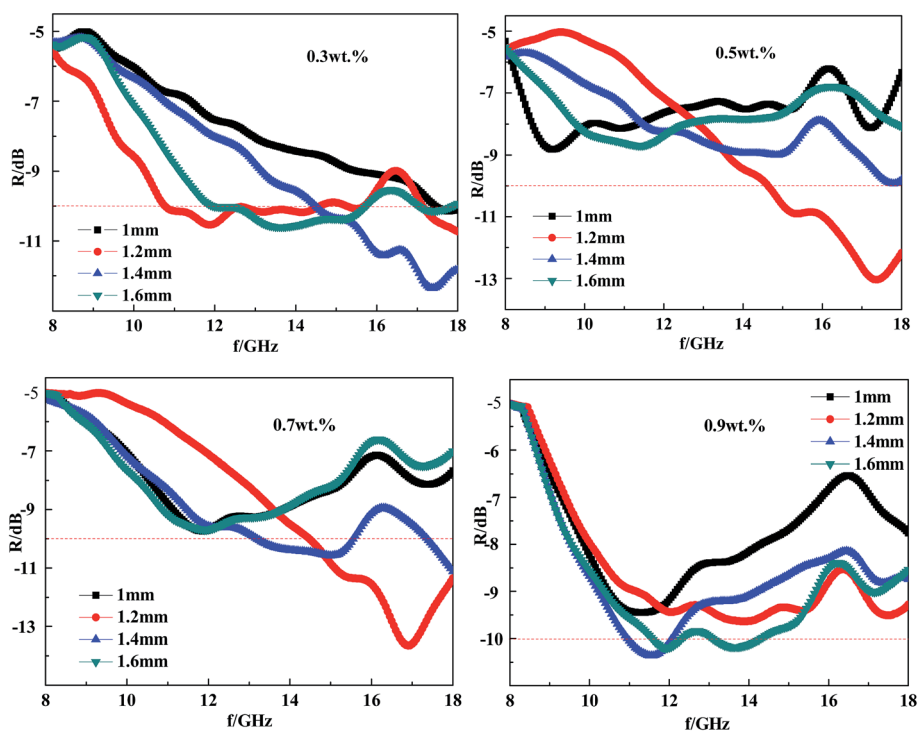 -5
-7
-9
-11
R/dB
0.3wt.%
1mm
1.2mm
1.4mm
1.6mm
8 10 12 14 16 18
f/GHz
-5
-7
-9
-11
-13
R/dB
0.5wt.%
1mm
1.2mm
1.4mm
1.6mm
8 10 12 14 16 18
f/GHz
-5
-7
-9
-11
-13
R/dB
0.7wt.%
1mm
1.2mm
1.4mm
1.6mm
8 10 12 14 16 18
f/GHz
-5
-6
-7
-8
-9
-10
R/dB
0.9wt.%
1mm
1.2mm
1.4mm
1.6mm
8 10 12 14 16 18
f/GHz